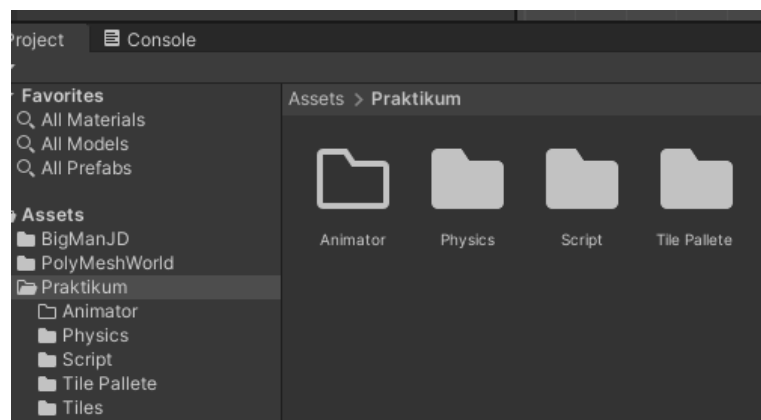 Project Console
Favorites
All Materials
All Models
All Prefabs
Assets
BigManJD
PolyMeshWorld
Praktikum
Animator
Physics
Script
Tile Pallete
Tiles
Assets > Praktikum
Animator Physics Script Tile Pallete